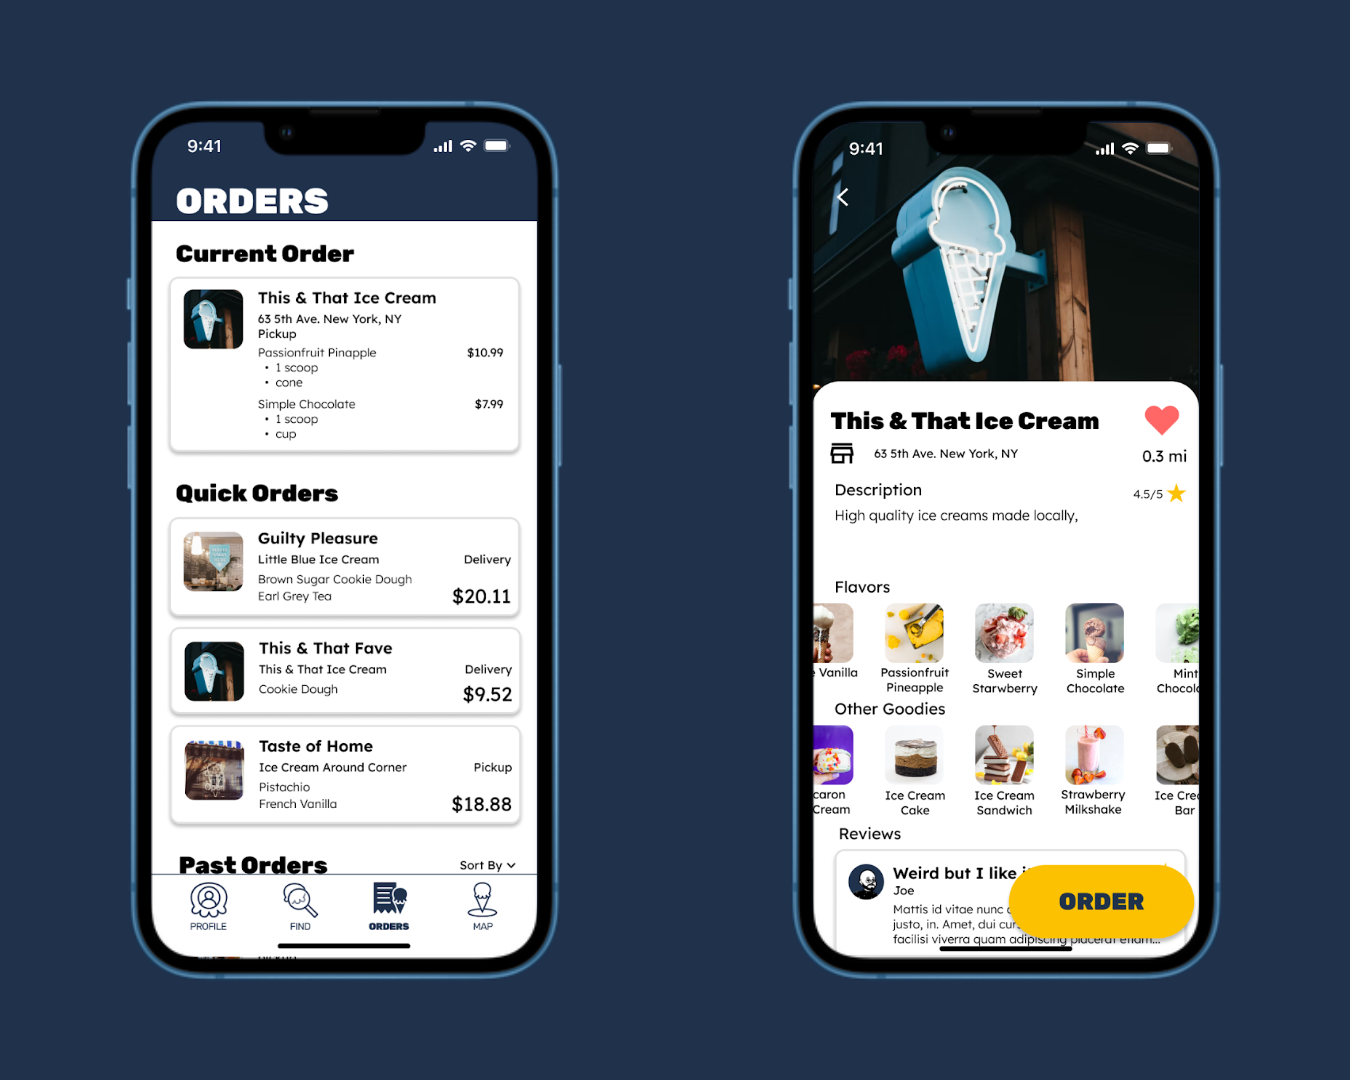 9:41
ORDERS
Current Order
This & That Ice Cream
63 5th Ave. New York, NY
Pickup
Passionfruit Pinapple $10.99
• 1 scoop
• cone
Simple Chocolate $7.99
• 1 scoop
• cup
Quick Orders
Guilty Pleasure
Little Blue Ice Cream Delivery
Brown Sugar Cookie Dough
Earl Grey Tea $20.11
This & That Fave
This & That Ice Cream Delivery
Cookie Dough $9.52
Taste of Home
Ice Cream Around Corner Pickup
Pistachio
French Vanilla $18.88
Past Orders Sort By
PROFILE FIND ORDERS MAP
9:41
This & That Ice Cream
63 5th Ave. New York, NY 0.3 mi
Description 4.5/5
High quality ice creams made locally,
Flavors
Vanilla Passionfruit Sweet Simple Mint
Pineapple Starwberry Chocolate Chocol
Other Goodies
caron Ice Cream Ice Cream Strawberry Ice Cre
Cream Cake Sandwich Milkshake Bar
Reviews
Weird but I like
Joe
Mattis id vitae nunc
justo, in. Amet, dui cur
facilisi viverra quam adipiscing placerat
ORDER